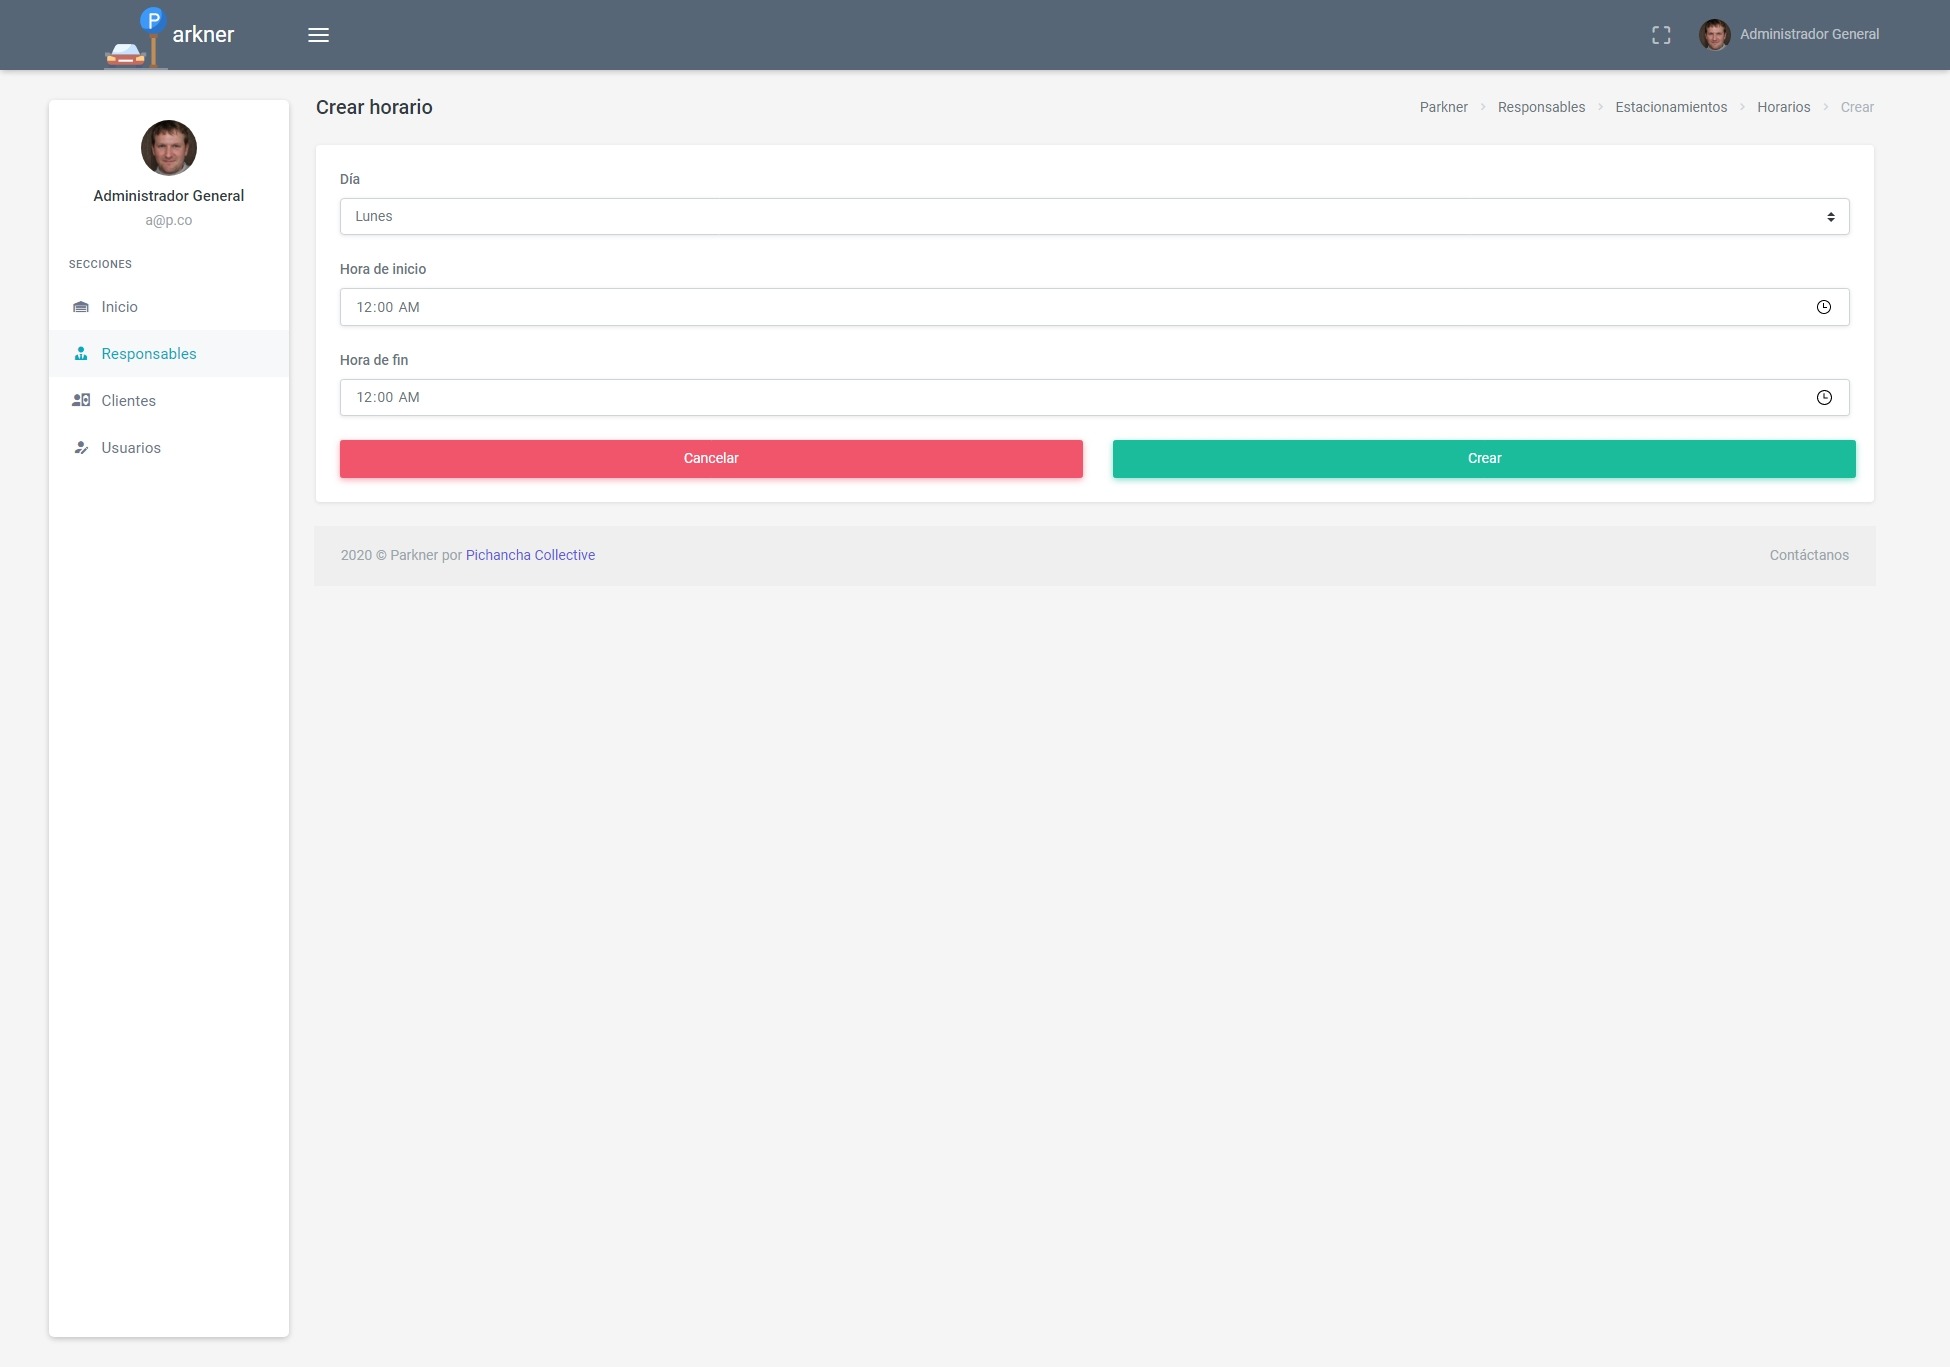 P arkner
Administrador General
Administrador General
a@p.co
SECCIONES
Inicio
Responsables
Clientes
Usuarios
Crear horario
Parkner > Responsables > Estacionamientos > Horarios > Crear
Día
Lunes
Hora de inicio
12:00 AM
Hora de fin
12:00 AM
Cancelar
Crear
2020 © Parkner por Pichancha Collective
Contáctanos